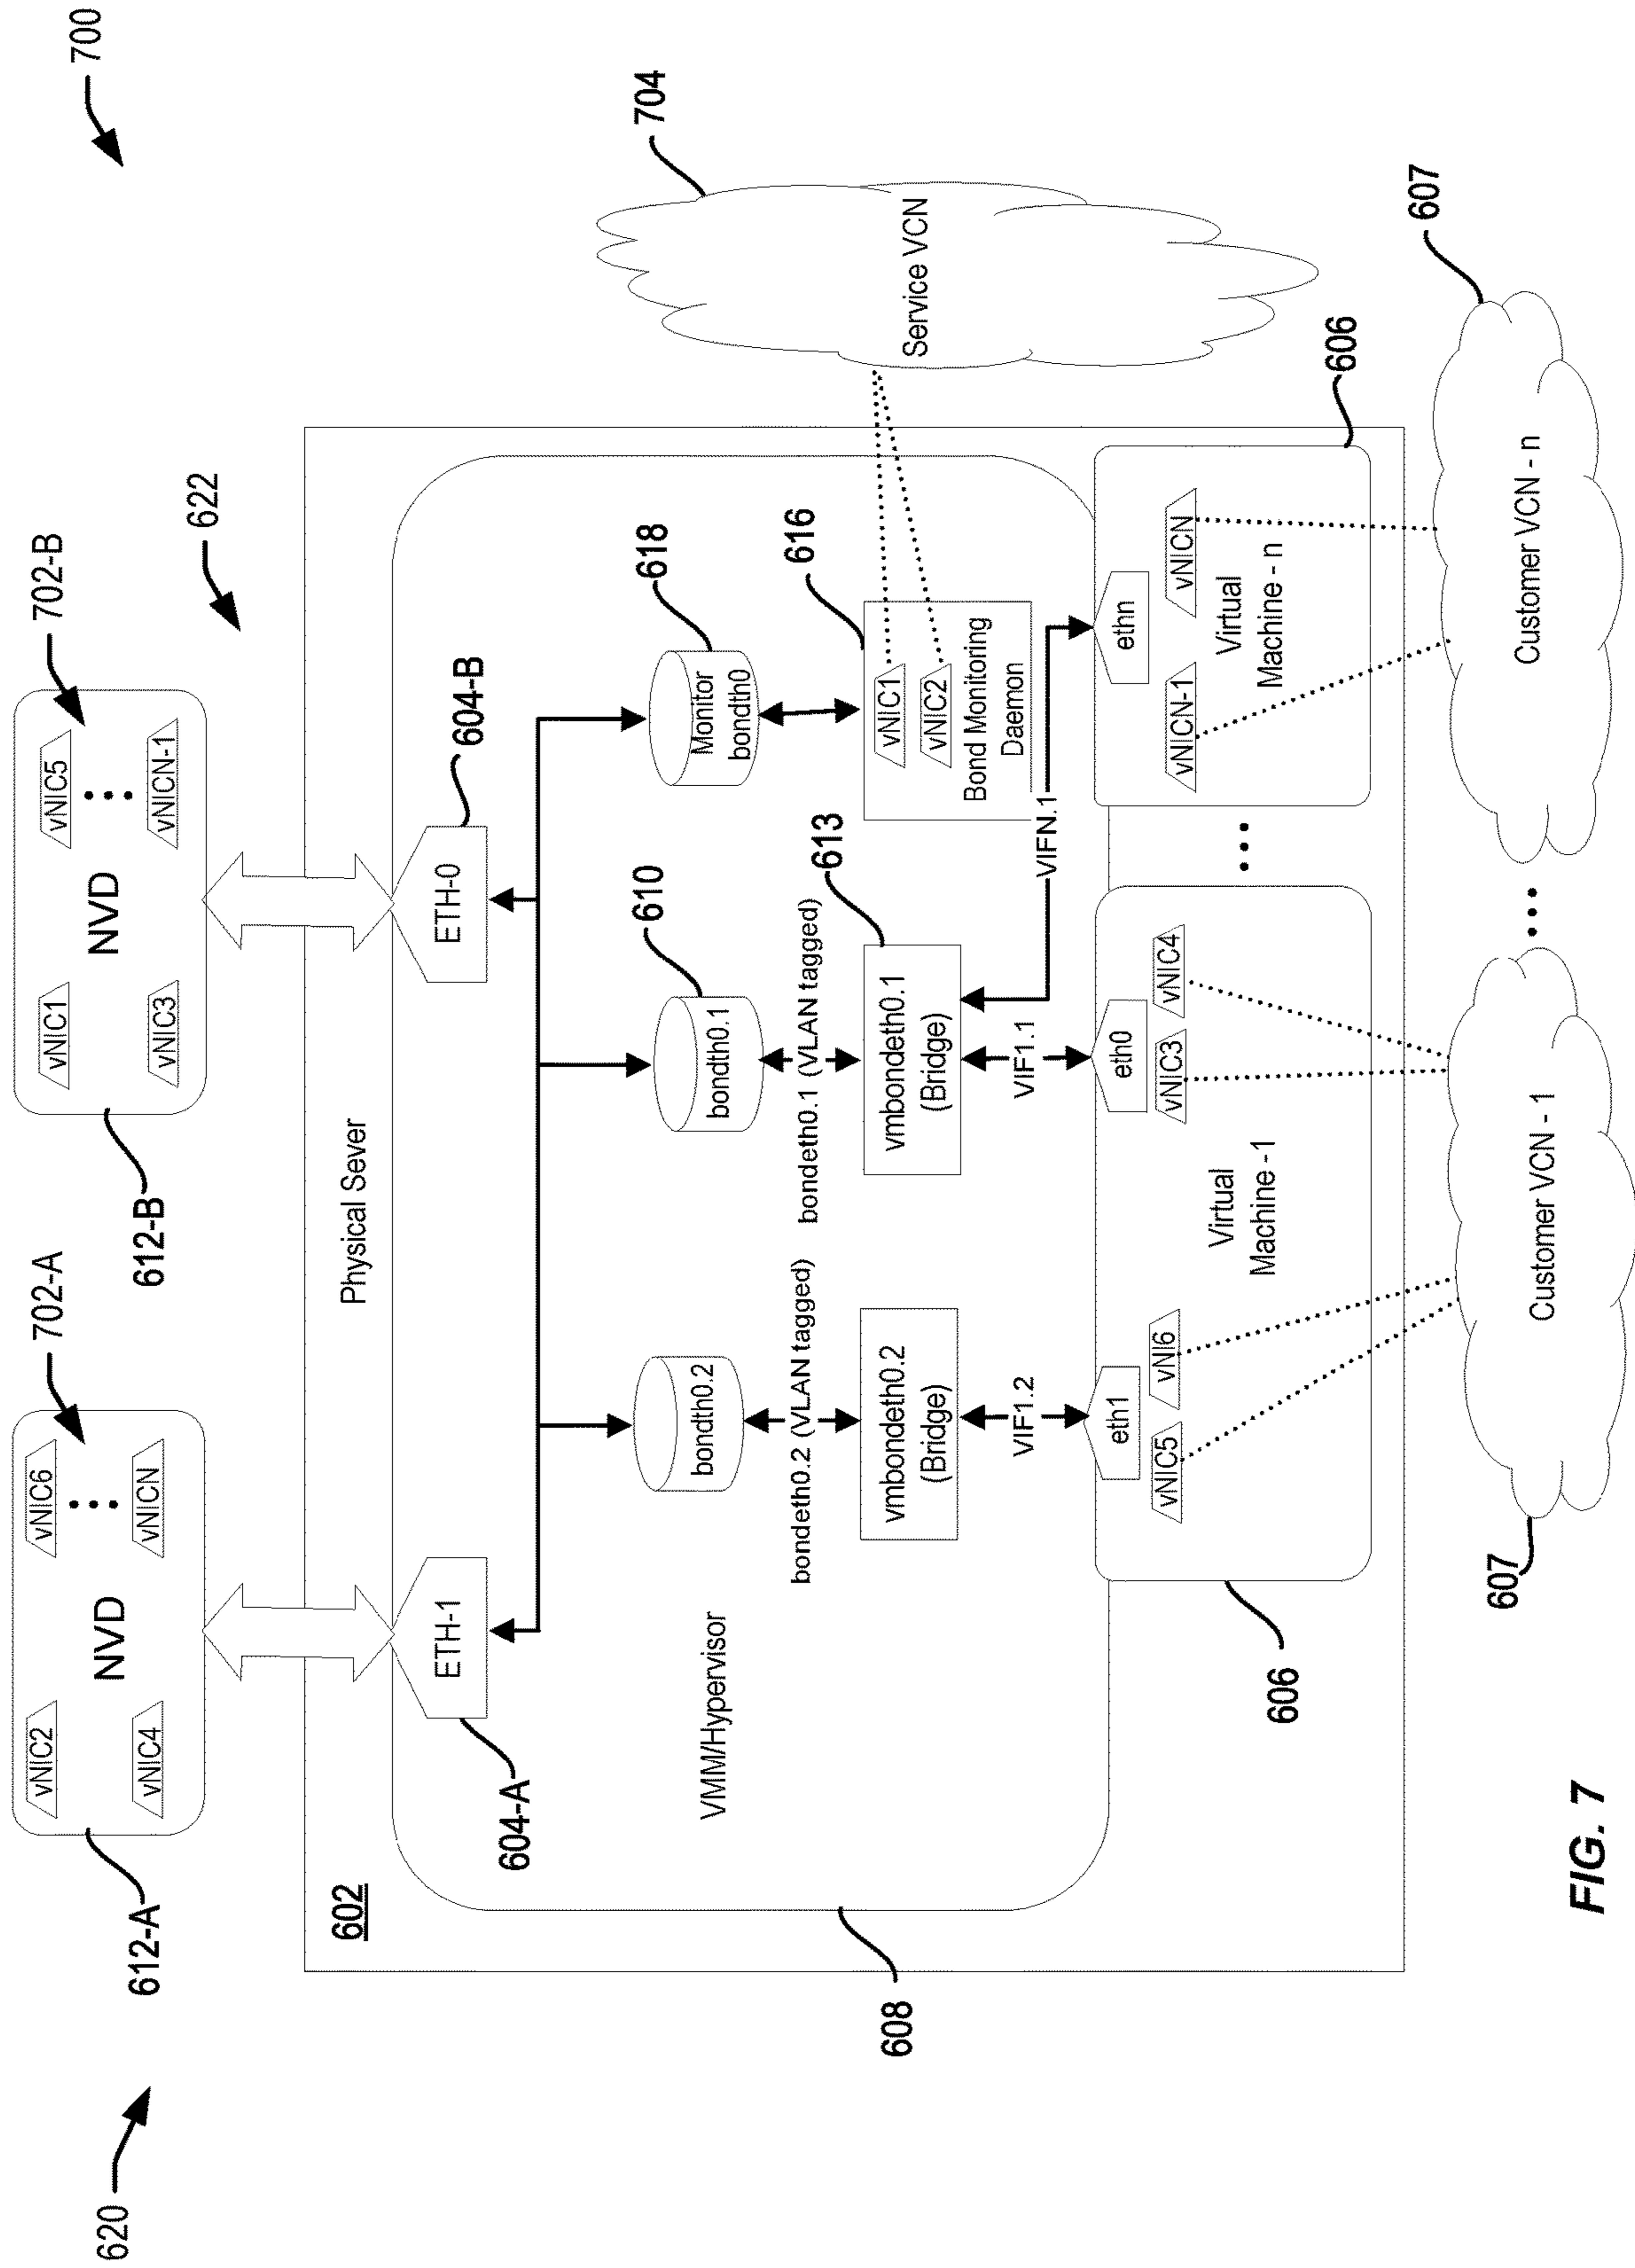 700
620
622
612-A
702-A
612-B
702-B
vNIC2
vNIC6
NVD
vNIC4
vNICN
vNIC1
vNIC5
NVD
vNIC3
vNICN-1
602
Physical Sever
604-A
ETH-1
ETH-0
604-B
VMM/Hypervisor
608
bondth0.2
bondth0.1
610
Monitor
bondth0
618
bondeth0.2 (VLAN tagged)
bondeth0.1 (VLAN tagged)
vmbondeth0.2
(Bridge)
vmbondeth0.1
(Bridge)
613
vNIC1
vNIC2
Bond Monitoring
Daemon
616
Service VCN
704
VIF1.2
VIF1.1
VIFN.1
eth1
vNIC5
vNI6
eth0
vNIC3
vNIC4
Virtual
Machine - 1
606
ethn
vNICN-1
vNICN
Virtual
Machine - n
606
Customer VCN - 1
607
Customer VCN - n
607
FIG. 7